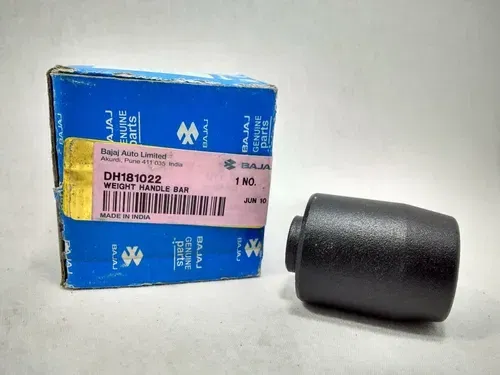 BAJAJ
GENUINE
parts
BAJAJ
Bajaj Auto Limited
Akurdi, Pune 411 035. India
BAJAJ
DH181022
1 NO.
WEIGHT HANDLE BAR
JUN 10
MADE IN INDIA
BAJAJ
GENUINE
parts
BAJAJ